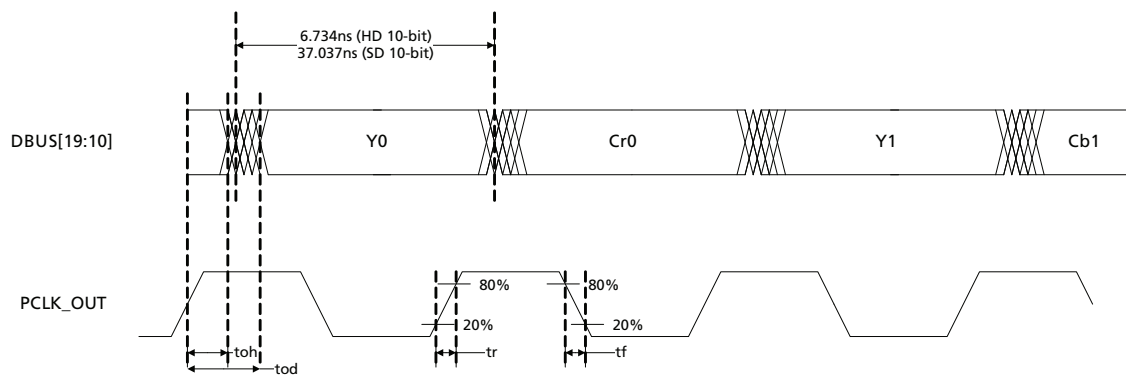 6.734ns (HD 10-bit)
37.037ns (SD 10-bit)
DBUS[19:10]
Y0
Cr0
Y1
Cb1
PCLK_OUT
80%
80%
20%
20%
toh
tr
tf
tod